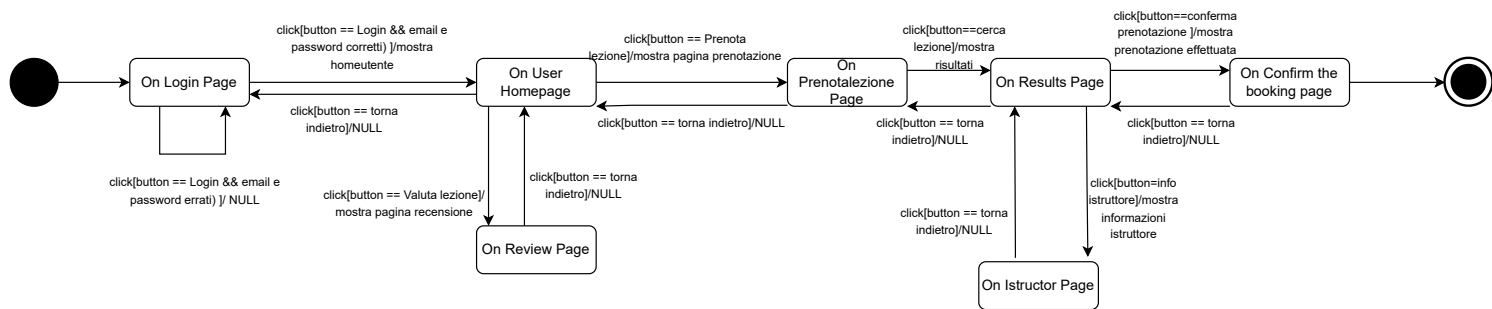 click[button == Login && email e
password corretti) ]/mostra
homeutente
click[button == Prenota
lezione]/mostra pagina prenotazione
click[button==cerca
lezione]/mostra
risultati
click[button==conferma
prenotazione ]/mostra
prenotazione effettuata
On Login Page
On User
Homepage
On
Prenotalezione
Page
On Results Page
On Confirm the
booking page
click[button == torna
indietro]/NULL
click[button == torna indietro]/NULL
click[button == torna
indietro]/NULL
click[button == torna
indietro]/NULL
click[button == Login && email e
password errati) ]/ NULL
click[button == Valuta lezione]/
mostra pagina recensione
click[button == torna
indietro]/NULL
click[button == torna
indietro]/NULL
click[button=info
istruttore]/mostra
informazioni
istruttore
On Review Page
On Istructor Page